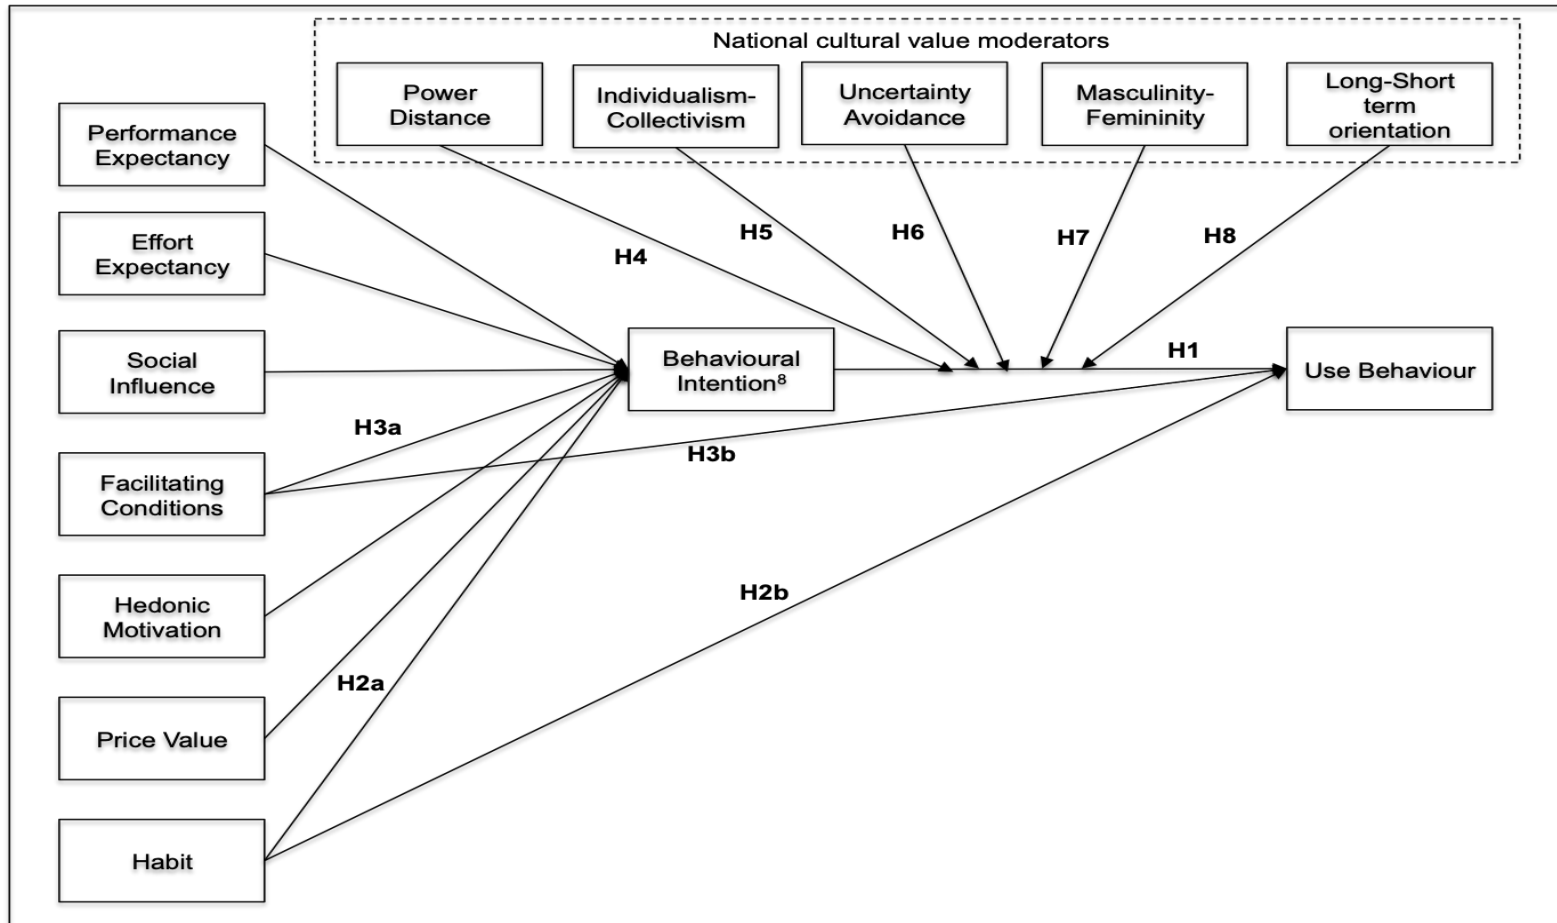 National cultural value moderators
Power
Distance
Individualism-
Collectivism
Uncertainty
Avoidance
Masculinity-
Femininity
Long-Short
term
orientation
Performance
Expectancy
Effort
Expectancy
Social
Influence
Facilitating
Conditions
Hedonic
Motivation
Price Value
Habit
H4
H5
H6
H7
H8
Behavioural
Intention⁸
H1
Use Behaviour
H3a
H3b
H2a
H2b